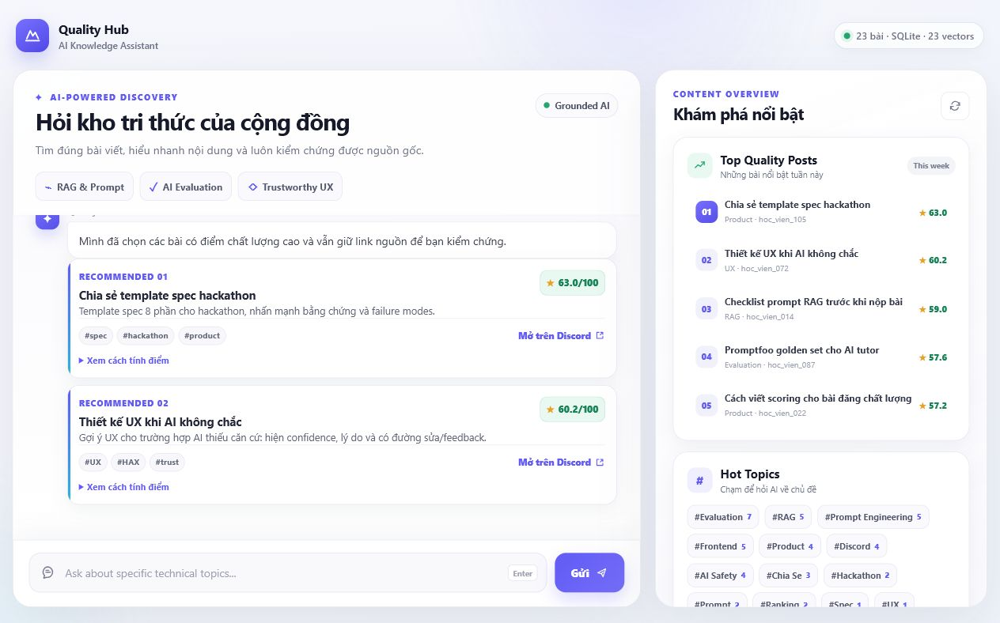 Quality Hub
AI Knowledge Assistant
23 bài · SQLite · 23 vectors
AI-POWERED DISCOVERY
Hỏi kho tri thức của cộng đồng
Tìm đúng bài viết, hiểu nhanh nội dung và luôn kiểm chứng được nguồn gốc.
Grounded AI
RAG & Prompt
AI Evaluation
Trustworthy UX
Mình đã chọn các bài có điểm chất lượng cao và vẫn giữ link nguồn để bạn kiểm chứng.
RECOMMENDED 01
★ 63.0/100
Chia sẻ template spec hackathon
Template spec 8 phần cho hackathon, nhấn mạnh bằng chứng và failure modes.
#spec #hackathon #product
Mở trên Discord
Xem cách tính điểm
RECOMMENDED 02
★ 60.2/100
Thiết kế UX khi AI không chắc
Gợi ý UX cho trường hợp AI thiếu căn cứ: hiện confidence, lý do và có đường sửa/feedback.
#UX #HAX #trust
Mở trên Discord
Xem cách tính điểm
Ask about specific technical topics...
Enter
Gửi
CONTENT OVERVIEW
Khám phá nổi bật
Top Quality Posts
Những bài nổi bật tuần này
This week
01
Chia sẻ template spec hackathon
Product · hoc_vien_105
★ 63.0
02
Thiết kế UX khi AI không chắc
UX · hoc_vien_072
★ 60.2
03
Checklist prompt RAG trước khi nộp bài
RAG · hoc_vien_014
★ 59.0
04
Promptfoo golden set cho AI tutor
Evaluation · hoc_vien_087
★ 57.6
05
Cách viết scoring cho bài đăng chất lượng
Product · hoc_vien_022
★ 57.2
#
Hot Topics
Chạm để hỏi AI về chủ đề
#Evaluation 7 #RAG 5 #Prompt Engineering 5
#Frontend 5 #Product 4 #Discord 4
#AI Safety 4 #Chia Se 3 #Hackathon 2
#Prompt 2 #Ranking 2 #Spec 1 #UX 1